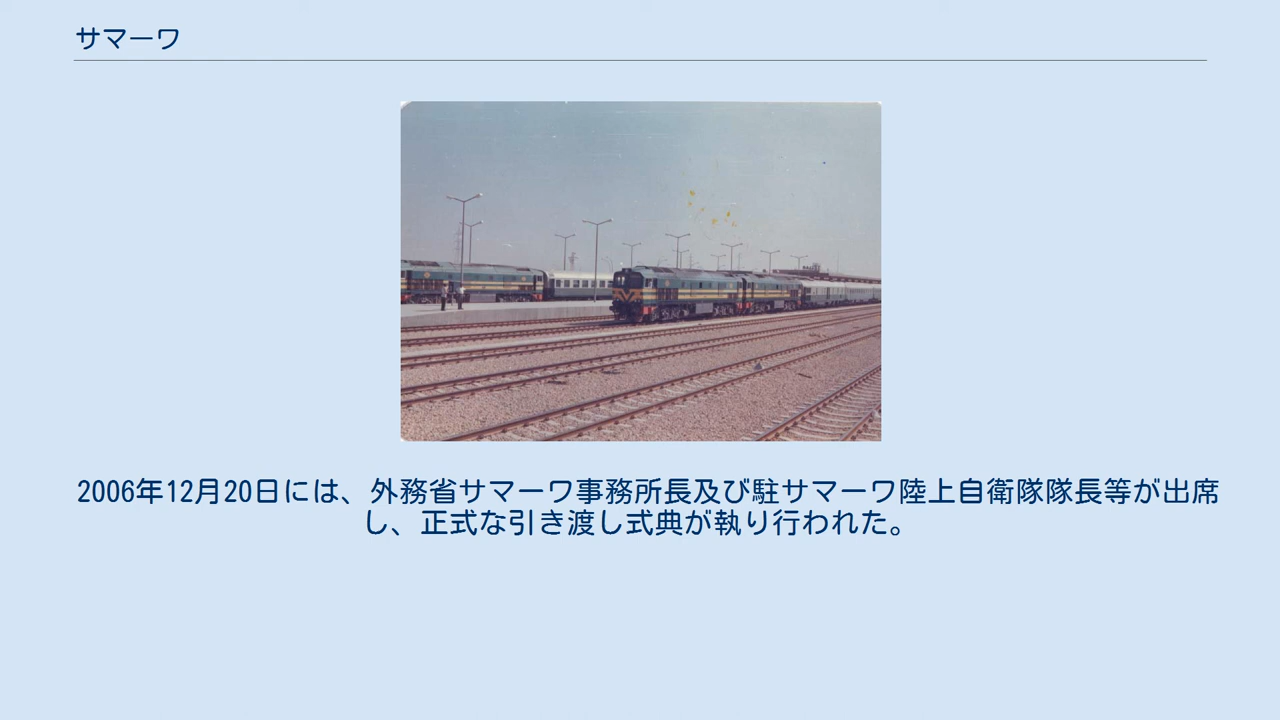 サマーワ
2006年12月20日には、外務省サマーワ事務所長及び駐サマーワ陸上自衛隊隊長等が出席
し、正式な引き渡し式典が執り行われた。